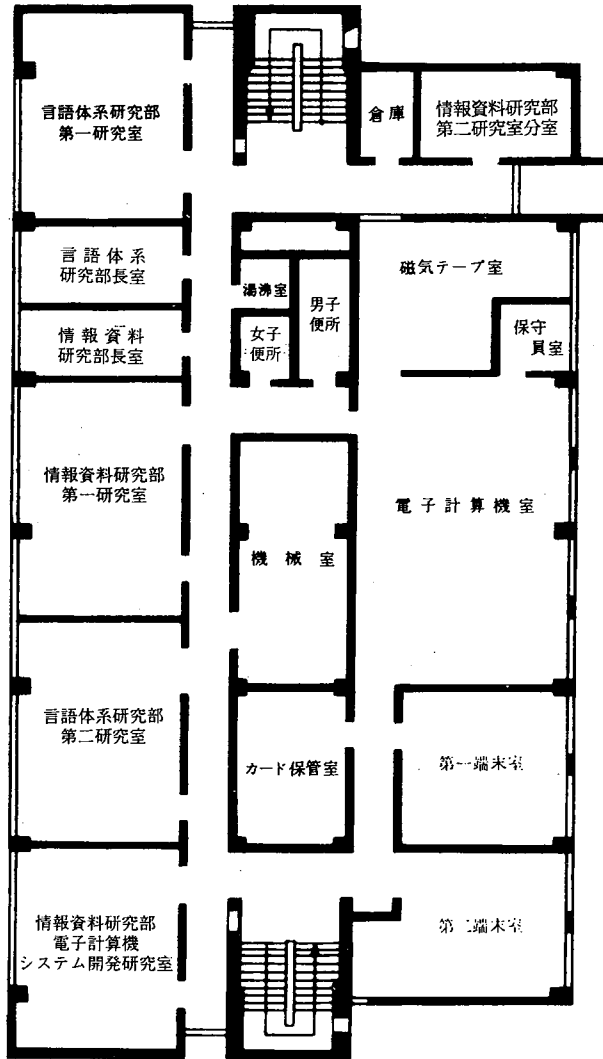 言語体系研究部
第一研究室
倉庫
情報資料研究部
第二研究室分室
言語体系
研究部長室
湯沸室
男子
便所
磁気テープ室
情報資料
研究部長室
女子
便所
保守
員室
情報資料研究部
第一研究室
電子計算機室
機械室
言語体系研究部
第二研究室
カード保管室
第一端末室
情報資料研究部
電子計算機
システム開発研究室
第二端末室